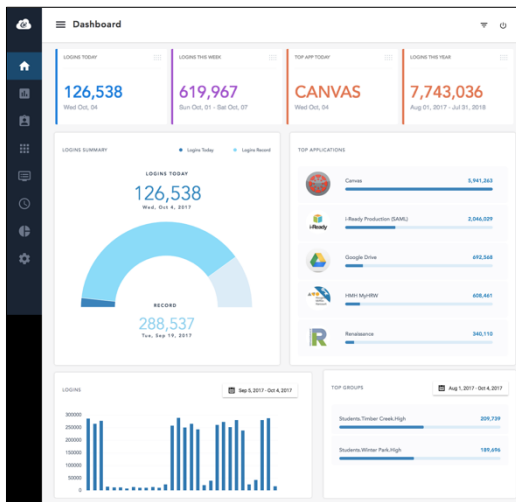 Dashboard
LOGINS TODAY
126,538
Wed Oct, 04
LOGINS THIS WEEK
619,967
Sun Oct, 01 - Sat Oct, 07
TOP APP TODAY
CANVAS
Wed Oct, 04
LOGINS THIS YEAR
7,743,036
Aug 01, 2017 - Jul 31, 2018
LOGINS SUMMARY
Logins Today
Logins Record
LOGINS TODAY
126,538
Wed, Oct 4, 2017
RECORD
288,537
Tue, Sep 19, 2017
TOP APPLICATIONS
Canvas 5,941,263
i-Ready
i-Ready Production (SAML) 2,046,029
Google Drive 692,568
HMH MyHRW 608,461
Renaissance 240,110
LOGINS
Sep 5, 2017 - Oct 4, 2017
300000
250000
200000
150000
100000
50000
0
TOP GROUPS
Aug 1, 2017 - Oct 4, 2017
Students.Timber Creek.High 209,739
Students.Winter Park.High 189,696